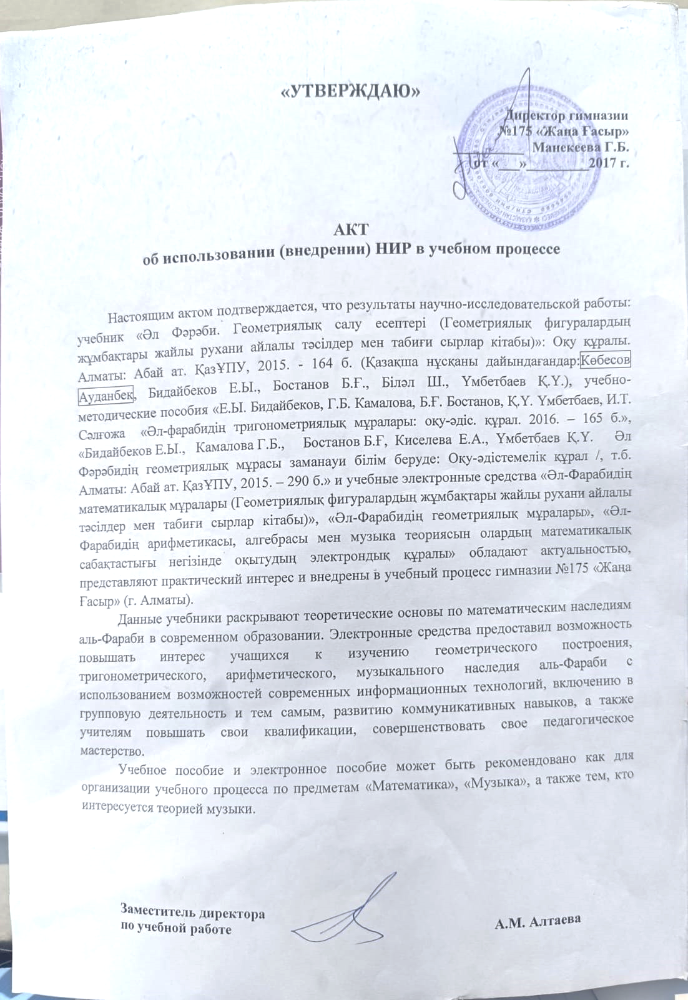 «УТВЕРЖДАЮ»
Директор гимназии
№175 «Жаңа Ғасыр»
__________ Манекеева Г.Б.
от «___»_________2017 г.
АКТ
об использовании (внедрении) НИР в учебном процессе
Настоящим актом подтверждается, что результаты научно-исследовательской работы:
учебник «Әл Фәрәби. Геометриялық салу есептері (Геометриялық фигуралардың
жұмбақтары жайлы рухани айлалы тәсілдер мен табиғи сырлар кітабы)»: Оқу құралы.
Алматы: Абай ат. ҚазҰПУ, 2015. - 164 б. (Қазақша нұсқаны дайындағандар:Көбесов
Ауданбек, Бидайбеков Е.Ы., Бостанов Б.Ғ., Біләл Ш., Үмбетбаев Қ.Ү.), учебно-
методические пособия «Е.Ы. Бидайбеков, Г.Б. Камалова, Б.Ғ. Бостанов, Қ.Ү. Үмбетбаев, И.Т.
Сәлғожа «Әл-фарабидің тригонометриялық мұралары: оқу-әдіс. құрал. 2016. – 165 б.»,
«Бидайбеков Е.Ы., Камалова Г.Б., Бостанов Б.Ғ, Киселева Е.А., Үмбетбаев Қ.Ү. Әл
Фәрәбидің геометриялық мұрасы заманауи білім беруде: Оқу-әдістемелік құрал /, т.б.
Алматы: Абай ат. ҚазҰПУ, 2015. – 290 б.» и учебные электронные средства «Әл-Фарабидің
математикалық мұралары (Геометриялық фигуралардың жұмбақтары жайлы рухани айлалы
тәсілдер мен табиғи сырлар кітабы)», «Әл-Фарабидің геометриялық мұралары», «Әл-
Фарабидің арифметикасы, алгебрасы мен музыка теориясын олардың математикалық
сабақтастығы негізінде оқытудың электрондық құралы» обладают актуальностью,
представляют практический интерес и внедрены в учебный процесс гимназии №175 «Жаңа
Ғасыр» (г. Алматы).
Данные учебники раскрывают теоретические основы по математическим наследиям
аль-Фараби в современном образовании. Электронные средства предоставил возможность
повышать интерес учащихся к изучению геометрического построения,
тригонометрического, арифметического, музыкального наследия аль-Фараби с
использованием возможностей современных информационных технологий, включению в
групповую деятельность и тем самым, развитию коммуникативных навыков, а также
учителям повышать свои квалификации, совершенствовать свое педагогическое
мастерство.
Учебное пособие и электронное пособие может быть рекомендовано как для
организации учебного процесса по предметам «Математика», «Музыка», а также тем, кто
интересуется теорией музыки.
Заместитель директора
по учебной работе
А.М. Алтаева